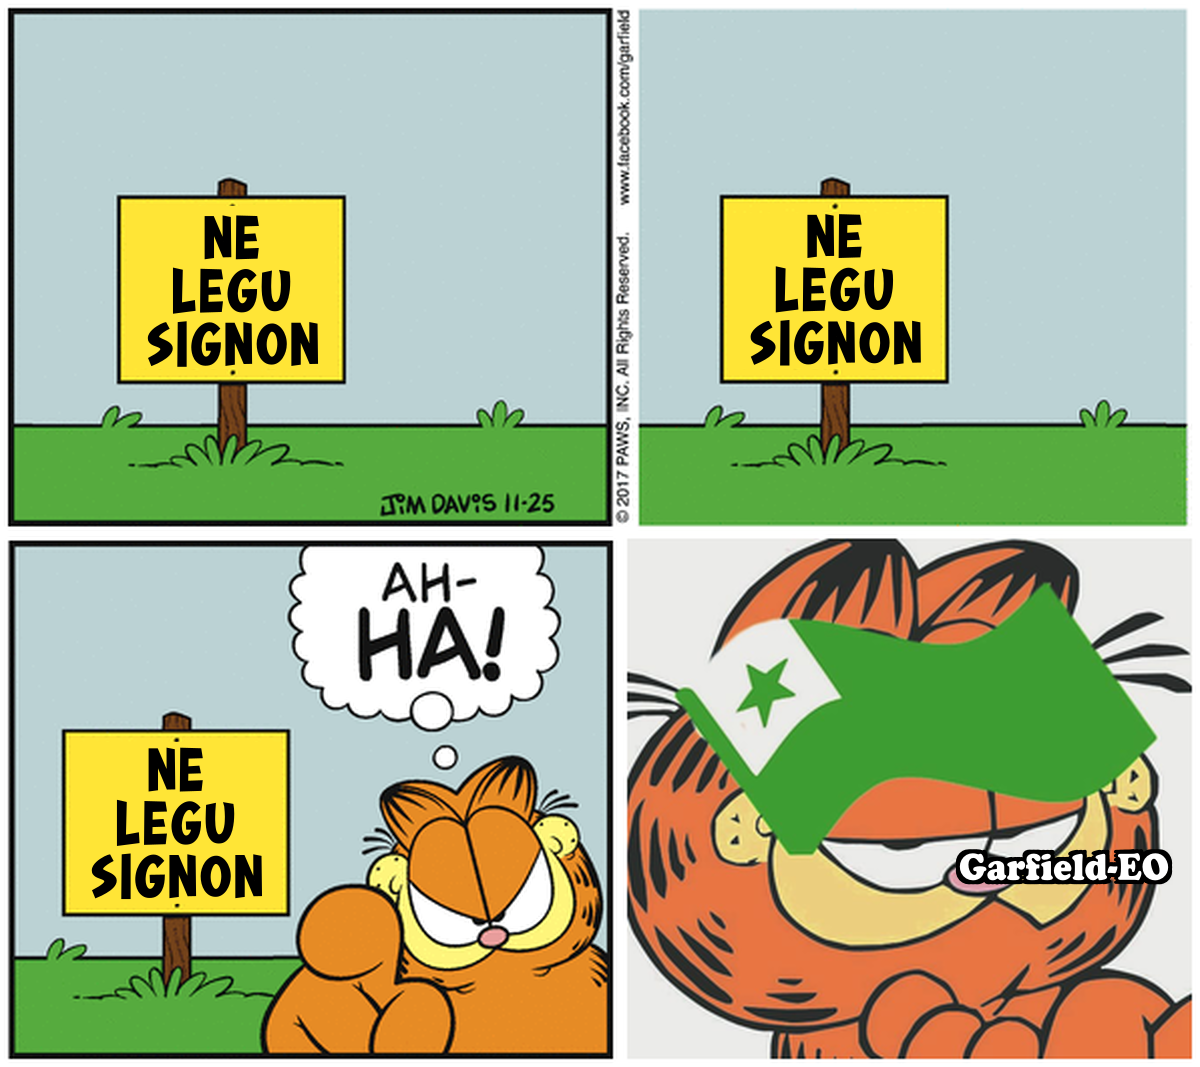 NE
LEGU
SIGNON
JIM DAVIS 11-25
© 2017 PAWS, INC. All Rights Reserved. www.facebook.com/garfield
NE
LEGU
SIGNON
AH-
HA!
NE
LEGU
SIGNON
Garfield-EO